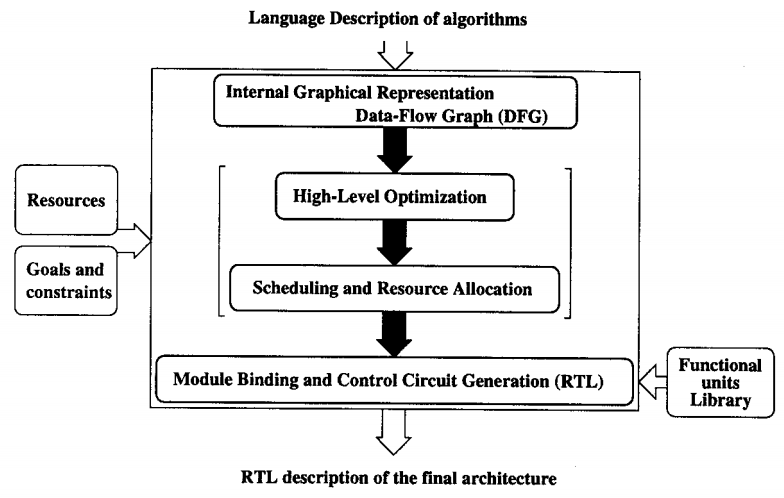 Language Description of algorithms
Internal Graphical Representation
Data-Flow Graph (DFG)
High-Level Optimization
Resources
Goals and
constraints
Scheduling and Resource Allocation
Module Binding and Control Circuit Generation (RTL)
Functional
units
Library
RTL description of the final architecture